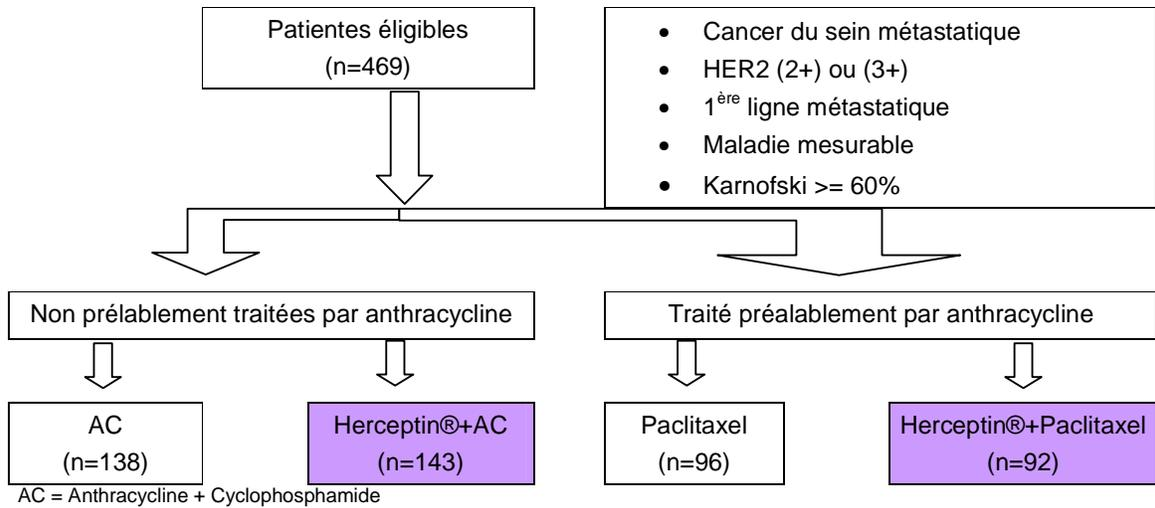 Patientes éligibles
(n=469)
• Cancer du sein métastatique
• HER2 (2+) ou (3+)
• 1ère ligne métastatique
• Maladie mesurable
• Karnofski >= 60%
Non prélablement traitées par anthracycline
Traité préalablement par anthracycline
AC
(n=138)
Herceptin®+AC
(n=143)
Paclitaxel
(n=96)
Herceptin®+Paclitaxel
(n=92)
AC = Anthracycline + Cyclophosphamide